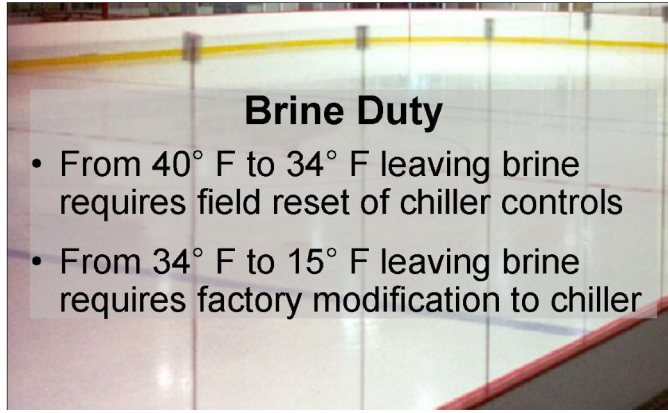 Brine Duty
• From 40° F to 34° F leaving brine
requires field reset of chiller controls
• From 34° F to 15° F leaving brine
requires factory modification to chiller